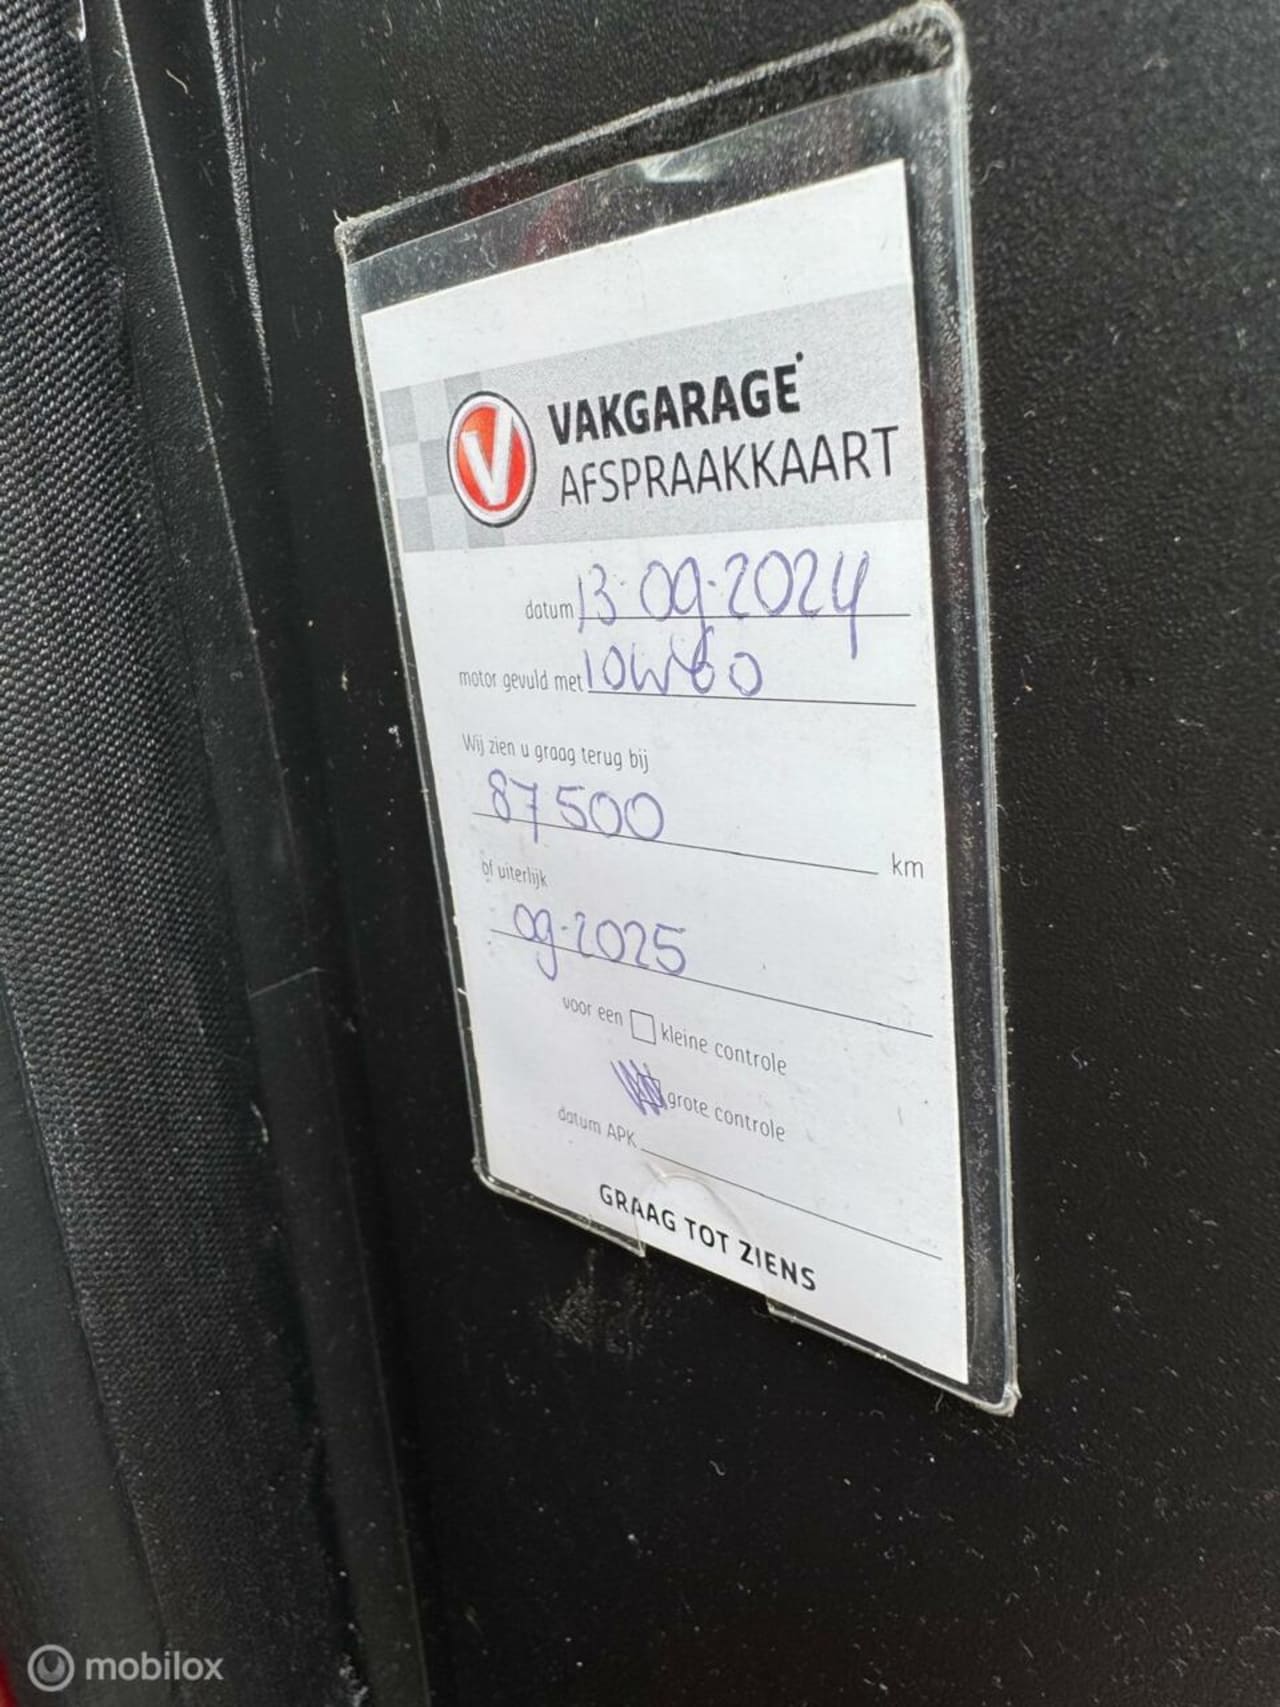 VAKGARAGE
AFSPRAAKKAART
datum 13-09-2024
motor gevuld met 10W60
Wij zien u graag terug bij
87500 km
of uiterlijk
09-2025
voor een kleine controle
grote controle
datum APK
GRAAG TOT ZIENS
mobilox